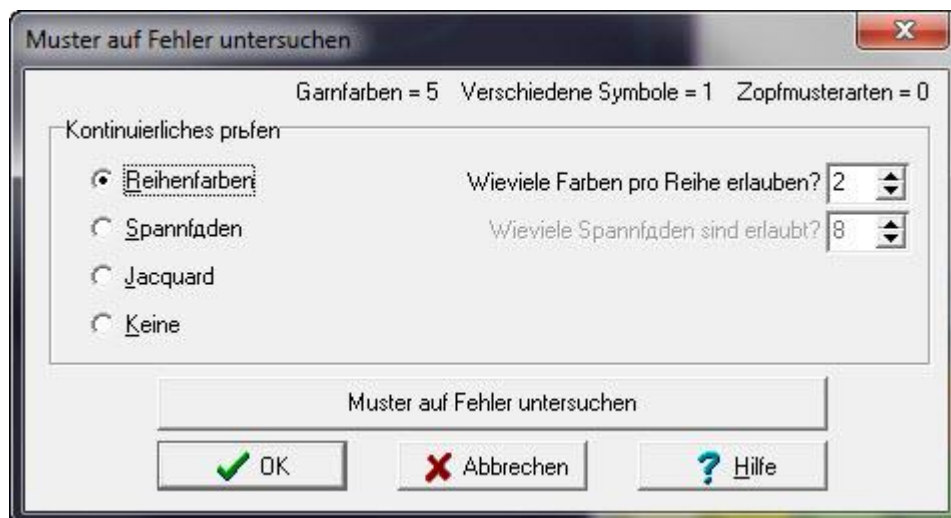 Muster auf Fehler untersuchen
Garnfarben = 5 Verschiedene Symbole = 1 Zopfmusterarten = 0
Kontinuierliches prьfen
Reihenfarben
Wieviele Farben pro Reihe erlauben? 2
Spannfдden
Wieviele Spannfдden sind erlaubt? 8
Jacquard
Keine
Muster auf Fehler untersuchen
OK Abbrechen Hilfe